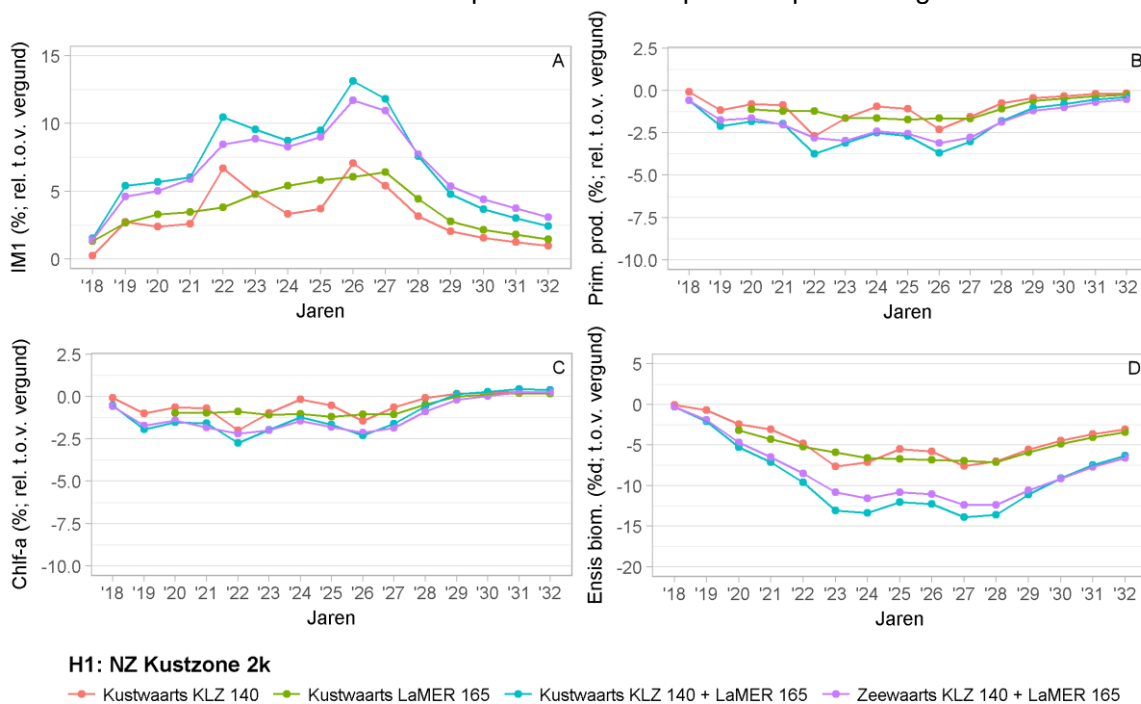 A
IM1 (%; rel. t.o.v. vergund)
15
10
5
0
'18 '19 '20 '21 '22 '23 '24 '25 '26 '27 '28 '29 '30 '31 '32
Jaren
B
Prim. prod. (%; rel. t.o.v. vergund)
2.5
0.0
-2.5
-5.0
-7.5
-10.0
'18 '19 '20 '21 '22 '23 '24 '25 '26 '27 '28 '29 '30 '31 '32
Jaren
C
Chlf-a (%; rel. t.o.v. vergund)
2.5
0.0
-2.5
-5.0
-7.5
-10.0
'18 '19 '20 '21 '22 '23 '24 '25 '26 '27 '28 '29 '30 '31 '32
Jaren
D
Ensis biom. (%d; t.o.v. vergund)
5
0
-5
-10
-15
-20
'18 '19 '20 '21 '22 '23 '24 '25 '26 '27 '28 '29 '30 '31 '32
Jaren
H1: NZ Kustzone 2k
Kustwaarts KLZ 140 Kustwaarts LaMER 165 Kustwaarts KLZ 140 + LaMER 165 Zeewaarts KLZ 140 + LaMER 165